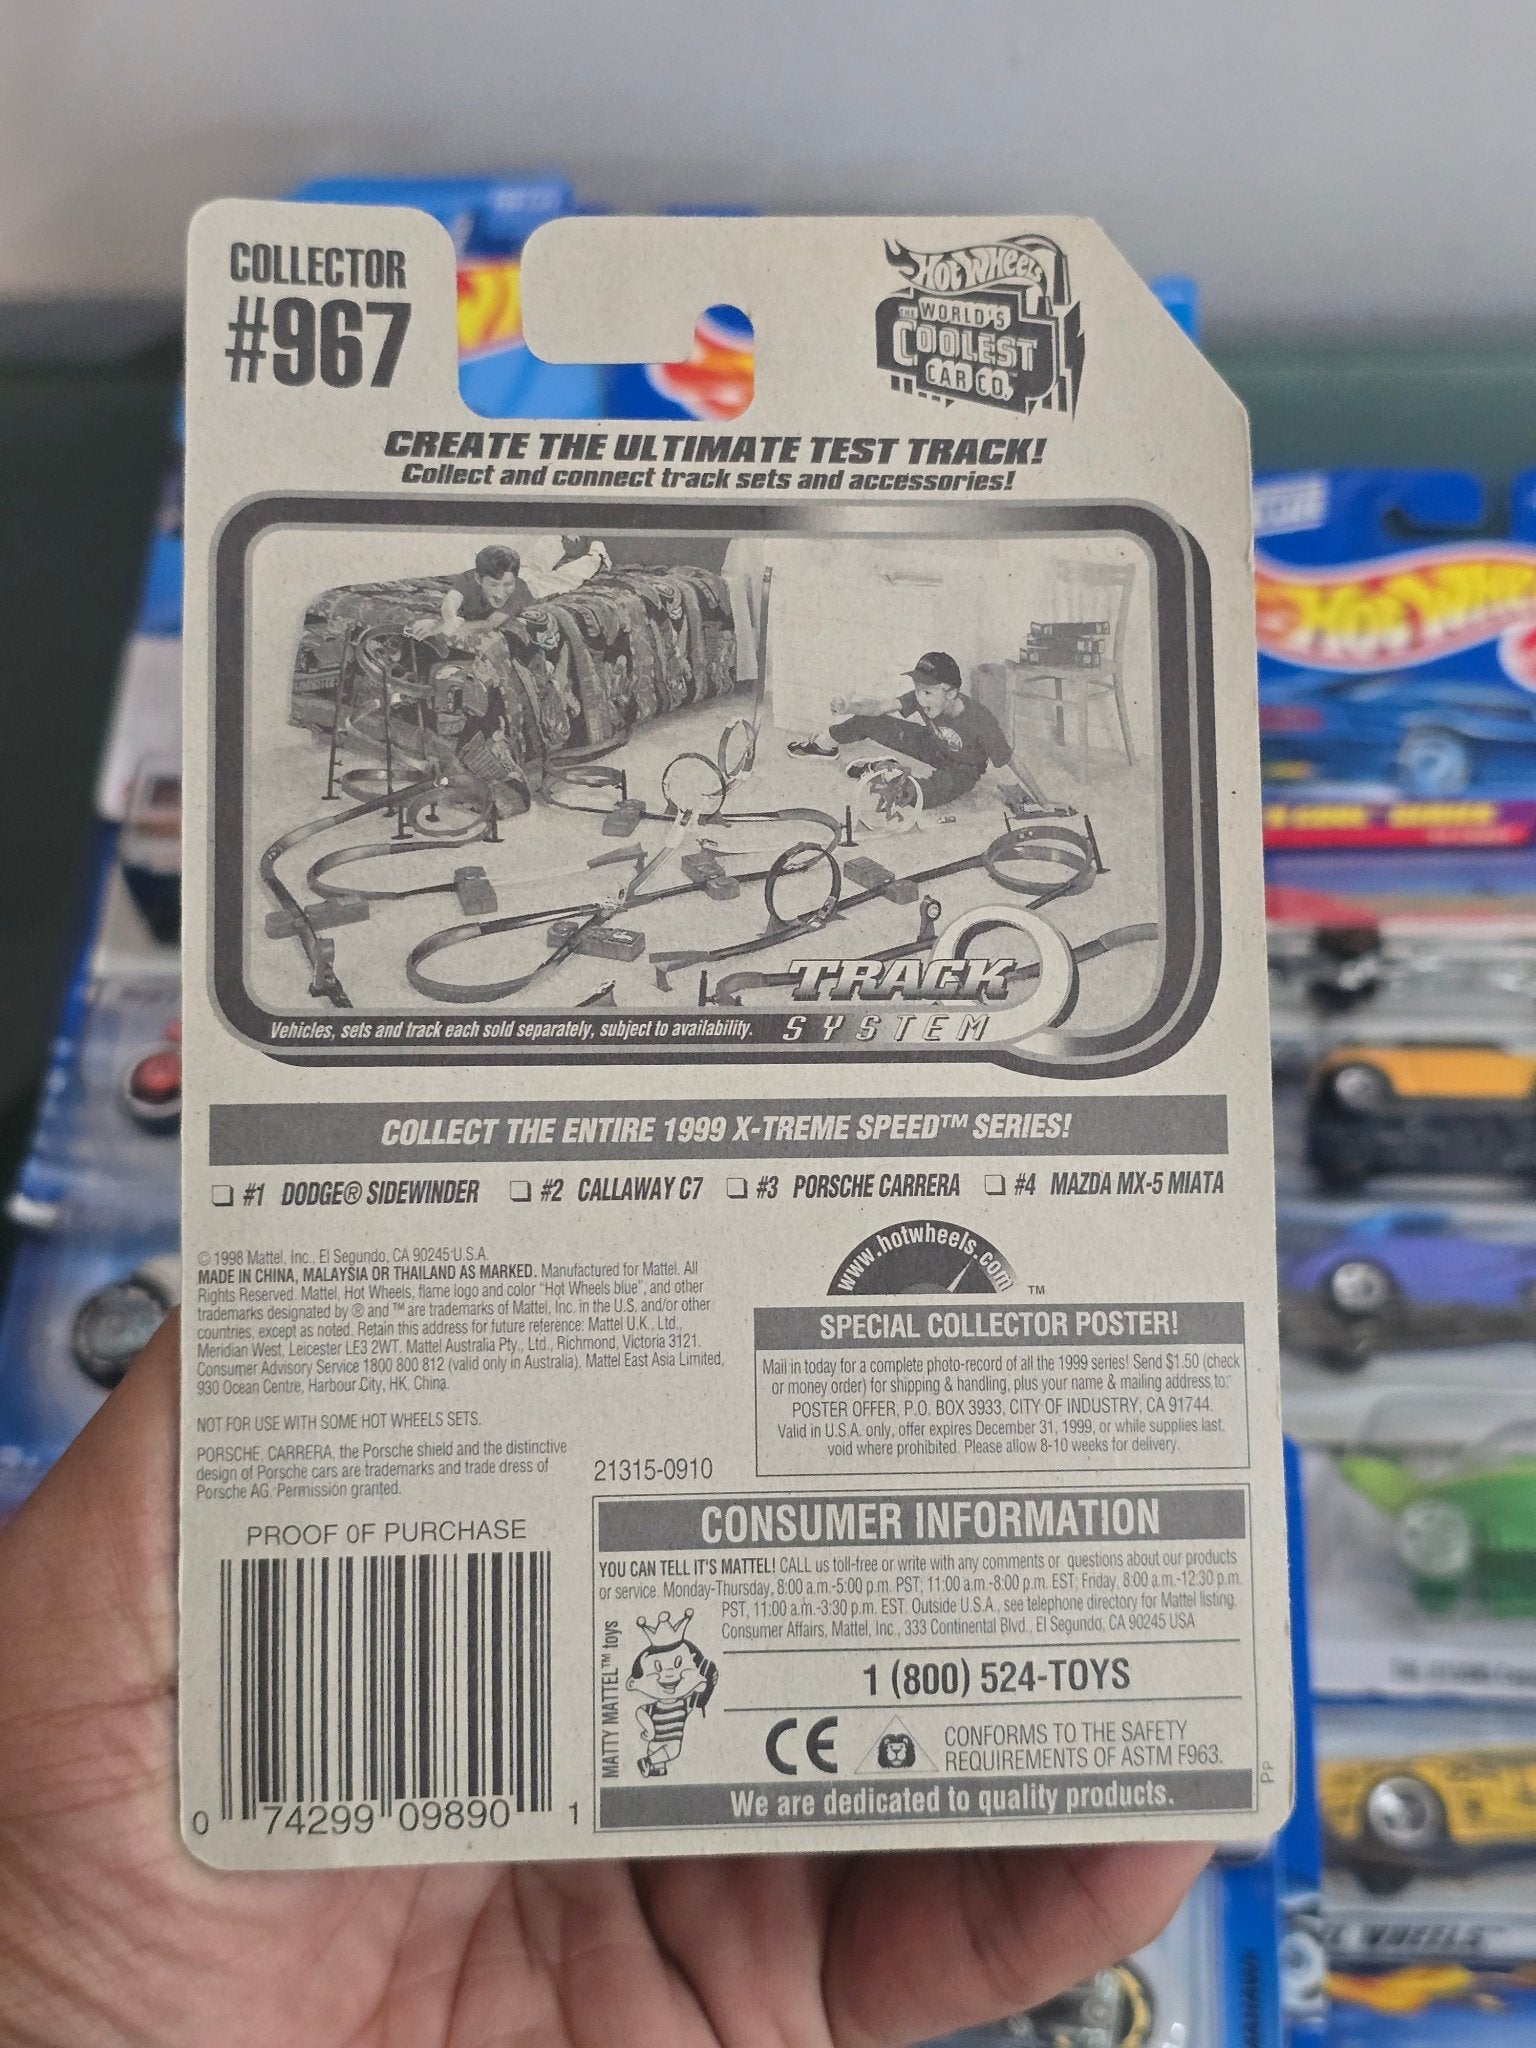 COLLECTOR
#967
HOT WHEELS
THE WORLD'S
COOLEST
CAR CO.™
CREATE THE ULTIMATE TEST TRACK!
Collect and connect track sets and accessories!
TRACK
SYSTEM
Vehicles, sets and track each sold separately, subject to availability.
COLLECT THE ENTIRE 1999 X-TREME SPEED™ SERIES!
#1 DODGE® SIDEWINDER #2 CALLAWAY C7 #3 PORSCHE CARRERA #4 MAZDA MX-5 MIATA
© 1998 Mattel, Inc., El Segundo, CA 90245 U.S.A.
MADE IN CHINA, MALAYSIA OR THAILAND AS MARKED. Manufactured for Mattel. All
Rights Reserved. Mattel, Hot Wheels, flame logo and color "Hot Wheels blue", and other
trademarks designated by ® and ™ are trademarks of Mattel, Inc. in the U.S. and/or other
countries, except as noted. Retain this address for future reference: Mattel U.K., Ltd.,
Meridian West, Leicester LE3 2WT. Mattel Australia Pty., Ltd., Richmond, Victoria 3121.
Consumer Advisory Service 1800 800 812 (valid only in Australia). Mattel East Asia Limited,
930 Ocean Centre, Harbour City, HK, China.
NOT FOR USE WITH SOME HOT WHEELS SETS.
PORSCHE, CARRERA, the Porsche shield and the distinctive
design of Porsche cars are trademarks and trade dress of
Porsche AG. Permission granted.
21315-0910
www.hotwheels.com
™
SPECIAL COLLECTOR POSTER!
Mail in today for a complete photo-record of all the 1999 series! Send $1.50 (check
or money order) for shipping & handling, plus your name & mailing address to:
POSTER OFFER, P.O. BOX 3933, CITY OF INDUSTRY, CA 91744.
Valid in U.S.A. only, offer expires December 31, 1999, or while supplies last,
void where prohibited. Please allow 8-10 weeks for delivery.
PROOF OF PURCHASE
0 74299 09890 1
CONSUMER INFORMATION
YOU CAN TELL IT'S MATTEL! CALL us toll-free or write with any comments or questions about our products
or service. Monday-Thursday, 8:00 a.m.-5:00 p.m. PST, 11:00 a.m.-8:00 p.m. EST; Friday, 8:00 a.m.-12:30 p.m.
PST, 11:00 a.m.-3:30 p.m. EST. Outside U.S.A., see telephone directory for Mattel listing.
Consumer Affairs, Mattel, Inc., 333 Continental Blvd., El Segundo, CA 90245 USA
MATTY MATTEL™ toys
1 (800) 524-TOYS
CE
CONFORMS TO THE SAFETY
REQUIREMENTS OF ASTM F963.
We are dedicated to quality products.
PP
HOT WHEELS